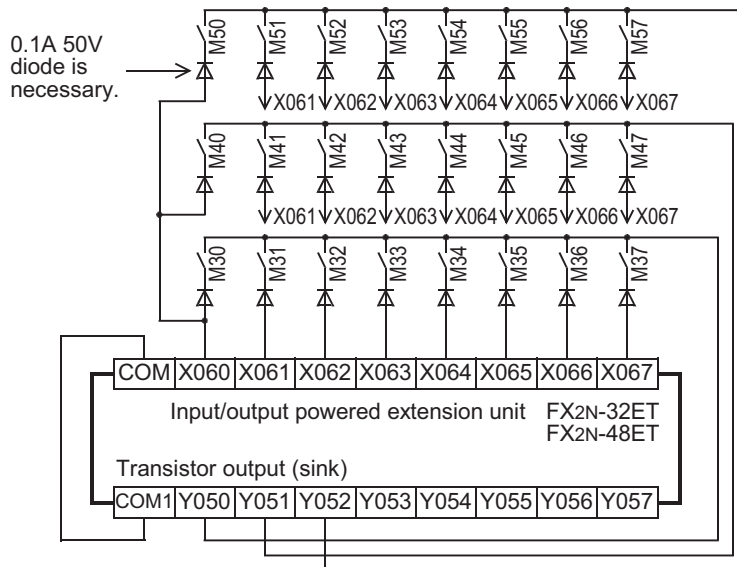 M50 M51 M52 M53 M54 M55 M56 M57
0.1A 50V
diode is
necessary.
X061 X062 X063 X064 X065 X066 X067
M40 M41 M42 M43 M44 M45 M46 M47
X061 X062 X063 X064 X065 X066 X067
M30 M31 M32 M33 M34 M35 M36 M37
COM X060 X061 X062 X063 X064 X065 X066 X067
Input/output powered extension unit FX2N-32ET
FX2N-48ET
Transistor output (sink)
COM1 Y050 Y051 Y052 Y053 Y054 Y055 Y056 Y057